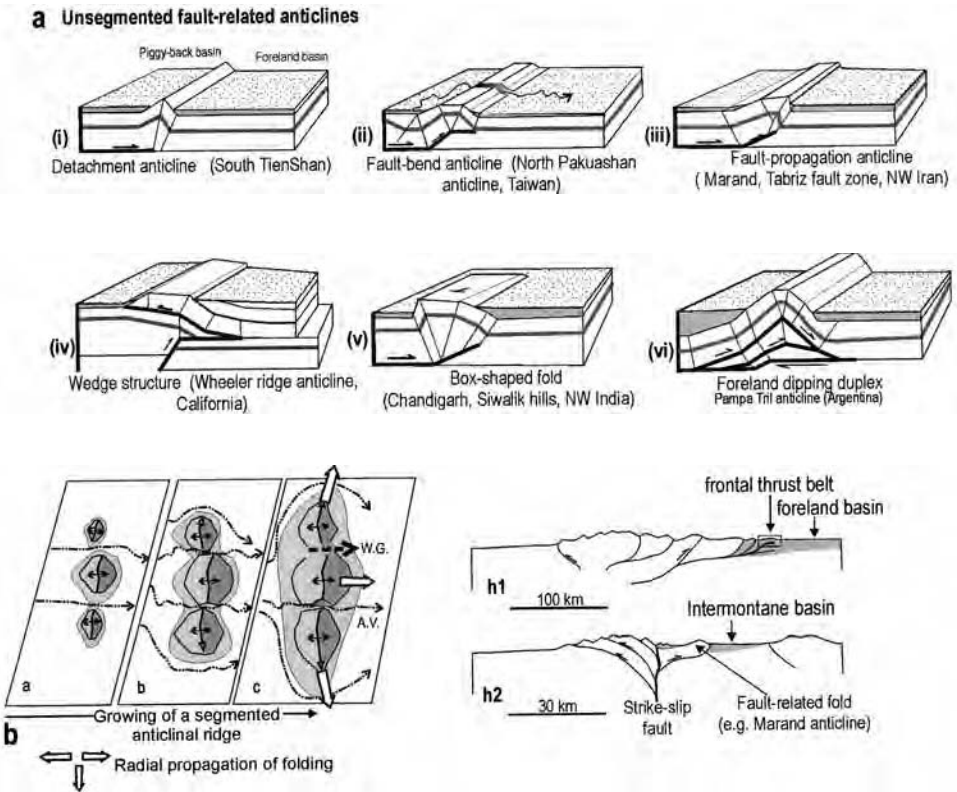 a Unsegmented fault-related anticlines
Piggy-back basin
Foreland basin
(i)
Detachment anticline (South TienShan)
(ii)
Fault-bend anticline (North Pakuashan
anticline, Taiwan)
(iii)
Fault-propagation anticline
( Marand, Tabriz fault zone, NW Iran)
(iv)
Wedge structure (Wheeler ridge anticline,
California)
(v)
Box-shaped fold
(Chandigarh, Siwalik hills, NW India)
(vi)
Foreland dipping duplex
Pampa Tril anticline (Argentina)
a
b
c
W.G.
A.V.
Growing of a segmented
anticlinal ridge
b
Radial propagation of folding
frontal thrust belt
foreland basin
h1
100 km
Intermontane basin
h2
30 km
Strike-slip
fault
Fault-related fold
(e.g. Marand anticline)